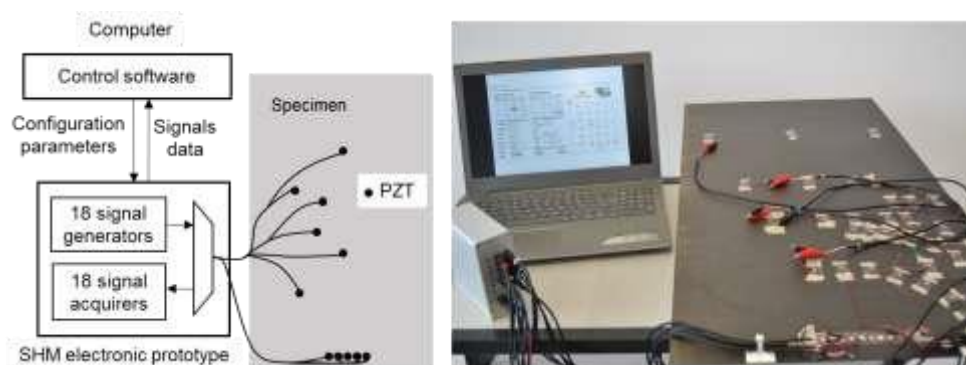 Computer
Control software
Configuration
parameters
Signals
data
18 signal
generators
18 signal
acquirers
SHM electronic prototype
Specimen
PZT